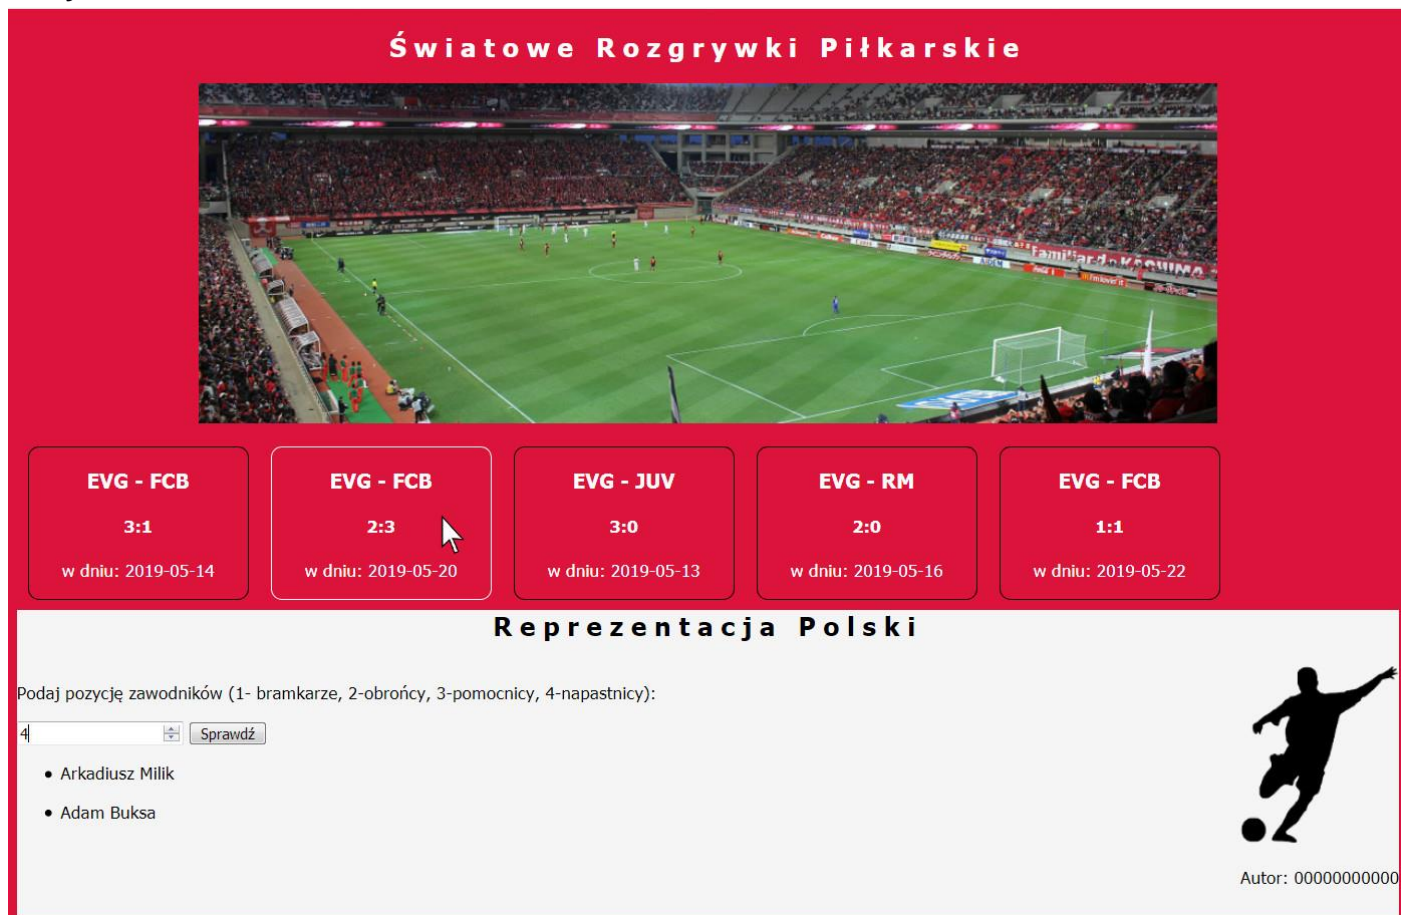 Światowe Rozgrywki Piłkarskie
Familiar d. KASHIMA
EVG - FCB
3:1
w dniu: 2019-05-14
EVG - FCB
2:3
w dniu: 2019-05-20
EVG - JUV
3:0
w dniu: 2019-05-13
EVG - RM
2:0
w dniu: 2019-05-16
EVG - FCB
1:1
w dniu: 2019-05-22
Reprezentacja Polski
Podaj pozycję zawodników (1- bramkarze, 2-obrońcy, 3-pomocnicy, 4-napastnicy):
4 Sprawdź
Arkadiusz Milik
Adam Buksa
Autor: 00000000000